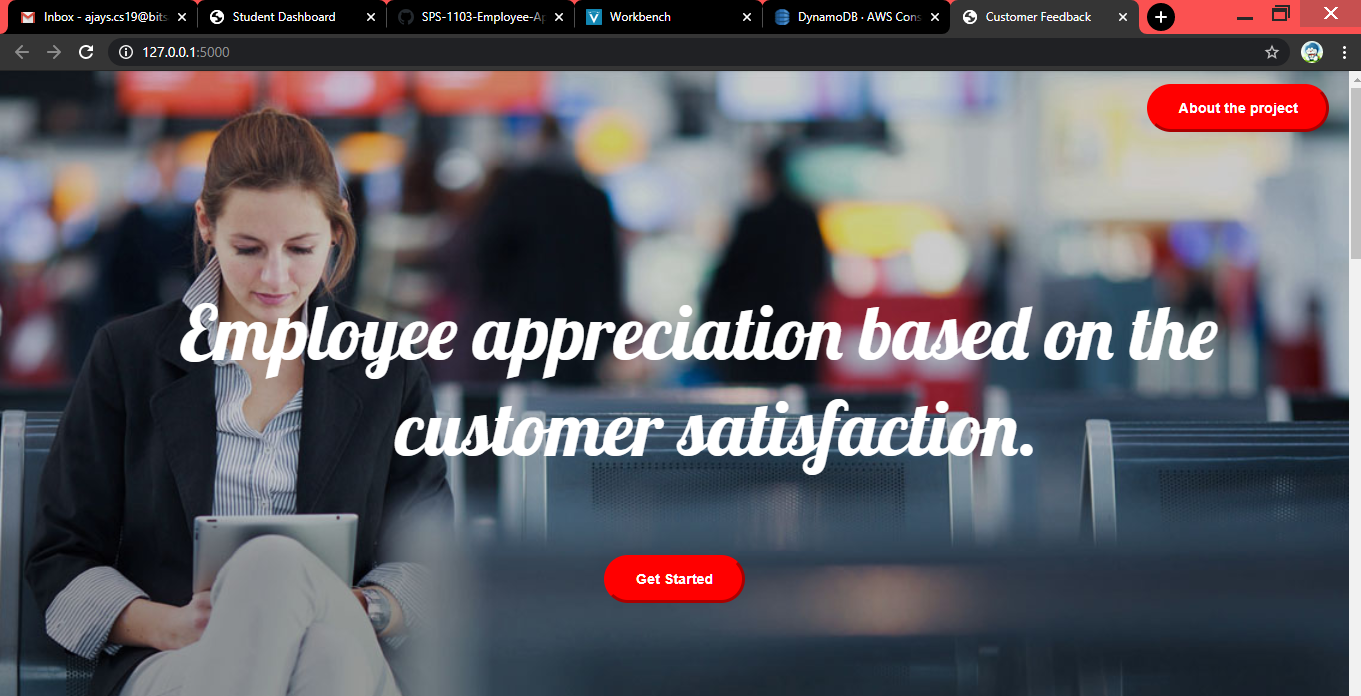 Inbox - ajays.cs19@bits
Student Dashboard
SPS-1103-Employee-Ap
Workbench
DynamoDB · AWS Cons
Customer Feedback
127.0.0.1:5000
About the project
Employee appreciation based on the
customer satisfaction.
Get Started